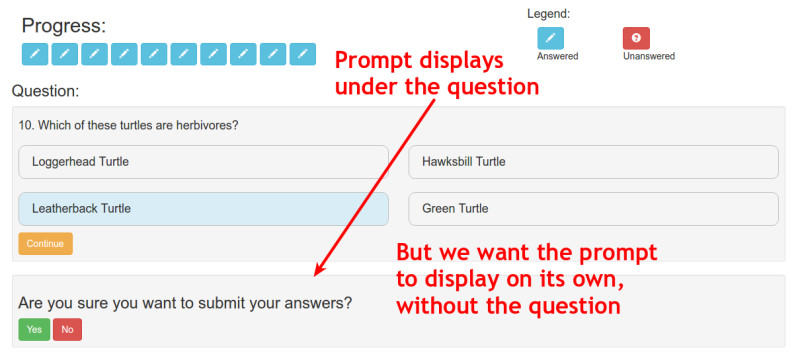 Progress:
Legend:
Answered
Unanswered
Prompt displays
under the question
Question:
10. Which of these turtles are herbivores?
Loggerhead Turtle
Hawksbill Turtle
Leatherback Turtle
Green Turtle
Continue
But we want the prompt
to display on its own,
without the question
Are you sure you want to submit your answers?
Yes No